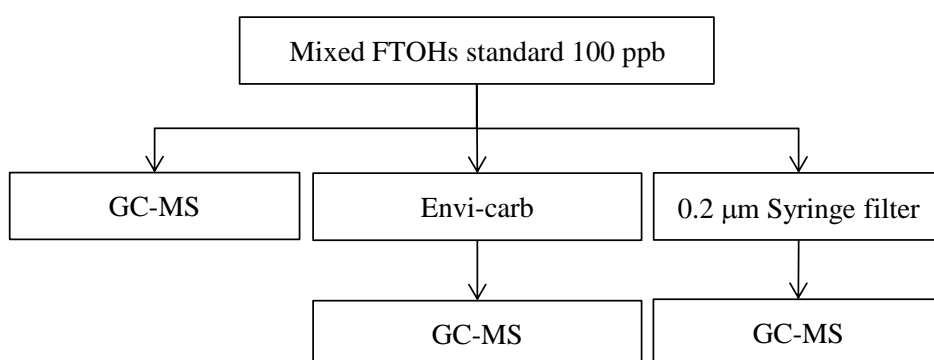 Mixed FTOHs standard 100 ppb
GC-MS
Envi-carb
0.2 μm Syringe filter
GC-MS
GC-MS